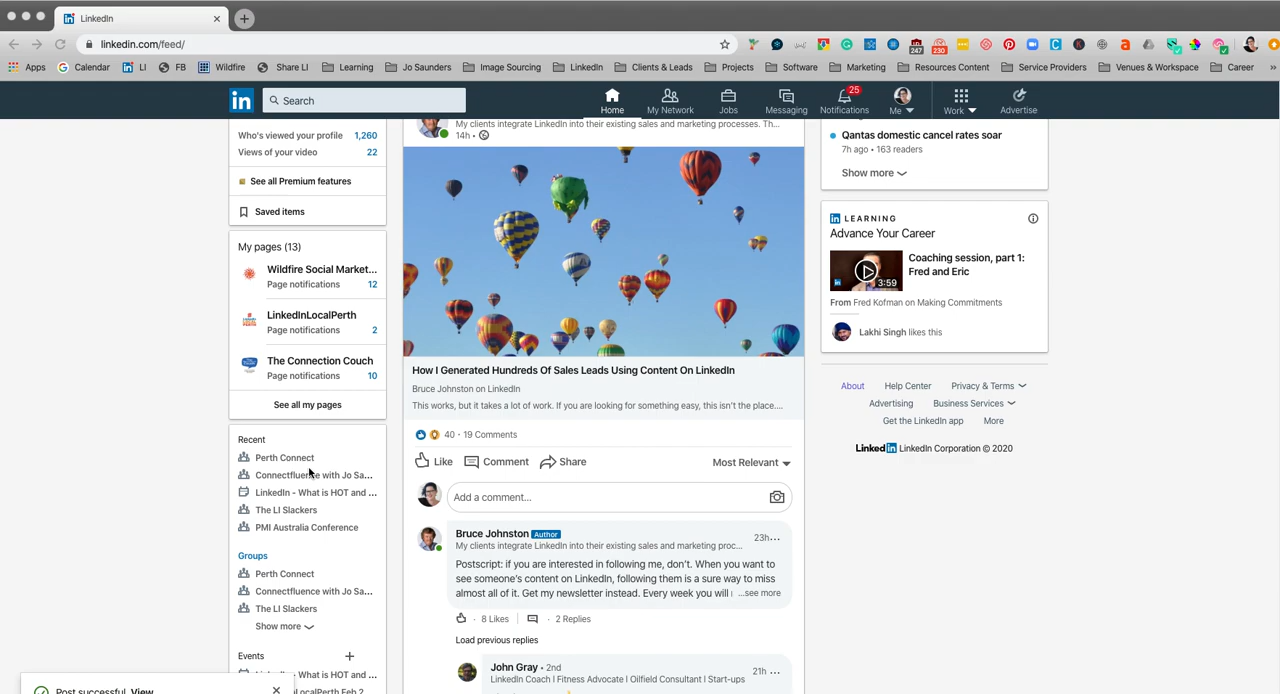 LinkedIn
linkedin.com/feed/
247
230
Apps
Calendar
LI
FB
Wildfire
Share LI
Learning
Jo Saunders
Image Sourcing
LinkedIn
Clients & Leads
Projects
Software
Marketing
Resources Content
Service Providers
Venues & Workspace
Career
»
in
Search
Home
My Network
Jobs
Messaging
25
Notifications
Me
Work
Advertise
Who's viewed your profile 1,260
Views of your video 22
See all Premium features
Saved items
My pages (13)
Wildfire Social Market...
Page notifications 12
LinkedInLocalPerth
Page notifications 2
The Connection Couch
Page notifications 10
See all my pages
Recent
Perth Connect
Connectfluence with Jo Sa...
LinkedIn - What is HOT and ...
The LI Slackers
PMI Australia Conference
Groups
Perth Connect
Connectfluence with Jo Sa...
The LI Slackers
Show more
Events
What is HOT and ...
LocalPerth Feb 2
Post successful. View
My clients integrate LinkedIn into their existing sales and marketing processes. Th...
14h •
How I Generated Hundreds Of Sales Leads Using Content On LinkedIn
Bruce Johnston on LinkedIn
This works, but it takes a lot of work. If you are looking for something easy, this isn't the place....
40 · 19 Comments
Like
Comment
Share
Most Relevant
Add a comment...
Bruce Johnston Author
23h...
My clients integrate LinkedIn into their existing sales and marketing proc...
Postscript: if you are interested in following me, don't. When you want to
see someone's content on LinkedIn, following them is a sure way to miss
almost all of it. Get my newsletter instead. Every week you will ...see more
· 8 Likes
· 2 Replies
Load previous replies
John Gray • 2nd
21h ...
LinkedIn Coach I Fitness Advocate I Oilfield Consultant I Start-ups
Qantas domestic cancel rates soar
7h ago • 163 readers
Show more
in LEARNING
Advance Your Career
3:59
Coaching session, part 1:
Fred and Eric
From Fred Kofman on Making Commitments
Lakhi Singh likes this
About
Help Center
Privacy & Terms
Advertising
Business Services
Get the LinkedIn app
More
Linked in LinkedIn Corporation © 2020